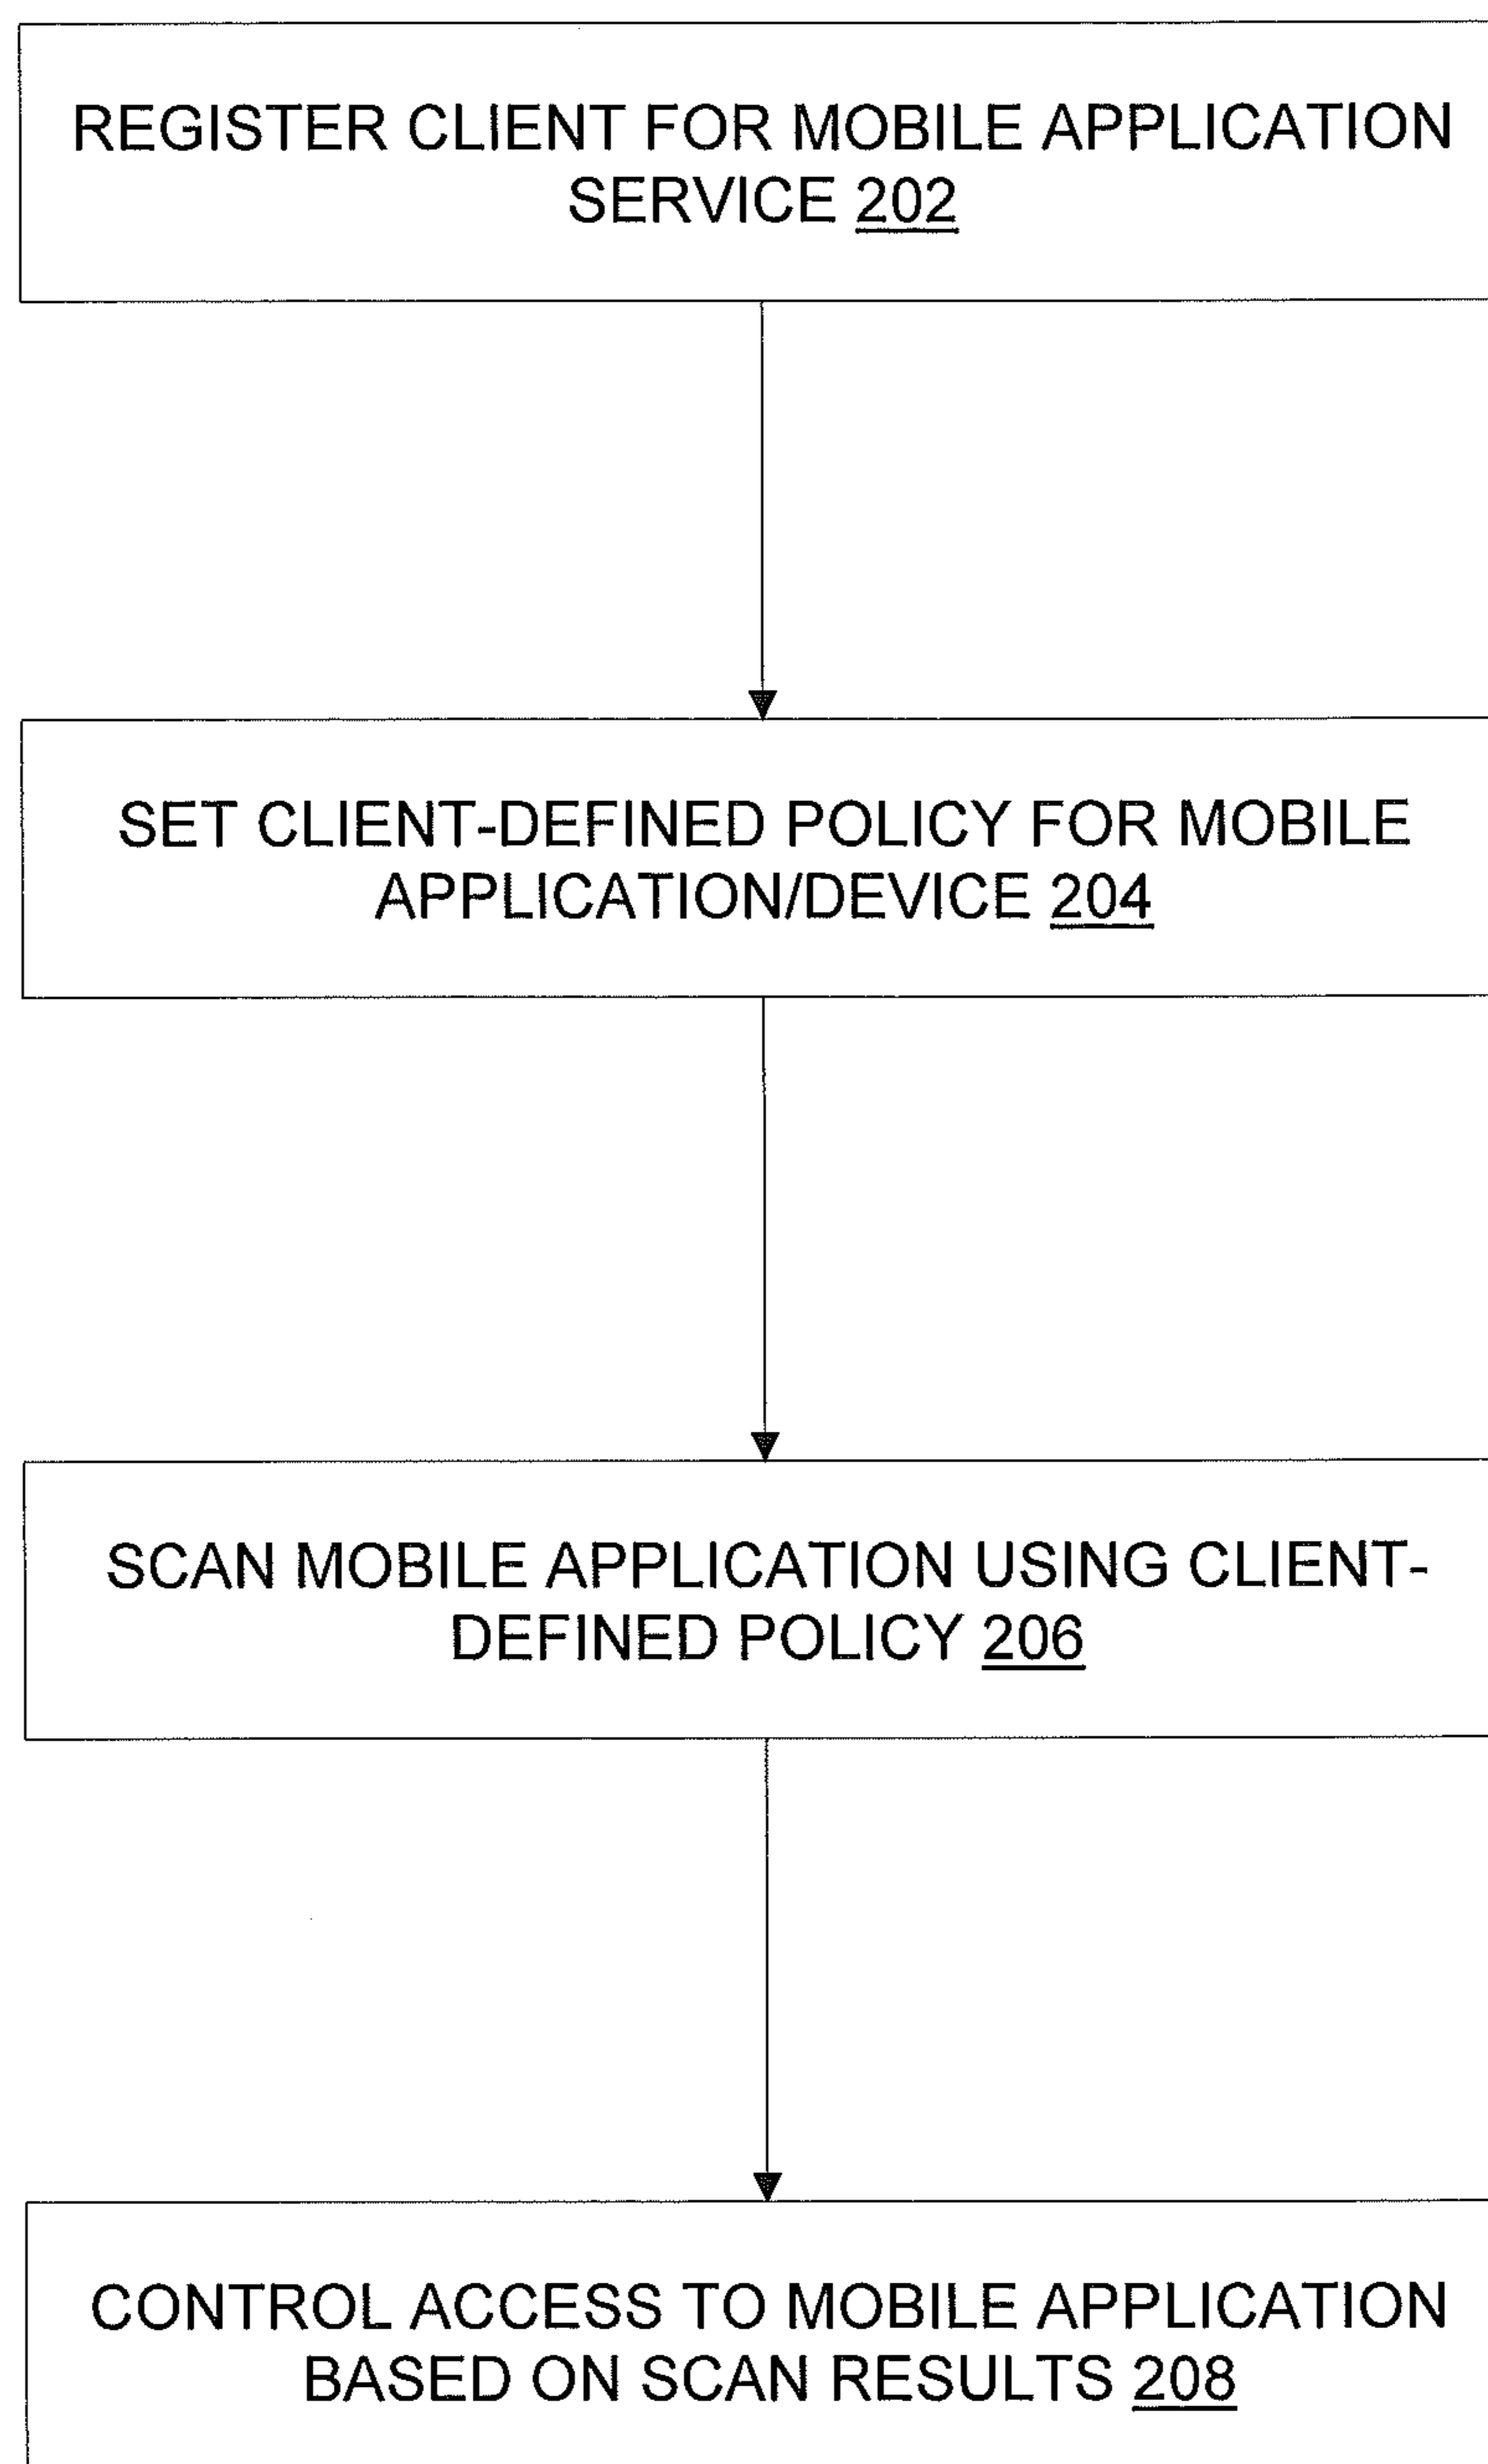 REGISTER CLIENT FOR MOBILE APPLICATION
SERVICE 202
SET CLIENT-DEFINED POLICY FOR MOBILE
APPLICATION/DEVICE 204
SCAN MOBILE APPLICATION USING CLIENT-
DEFINED POLICY 206
CONTROL ACCESS TO MOBILE APPLICATION
BASED ON SCAN RESULTS 208